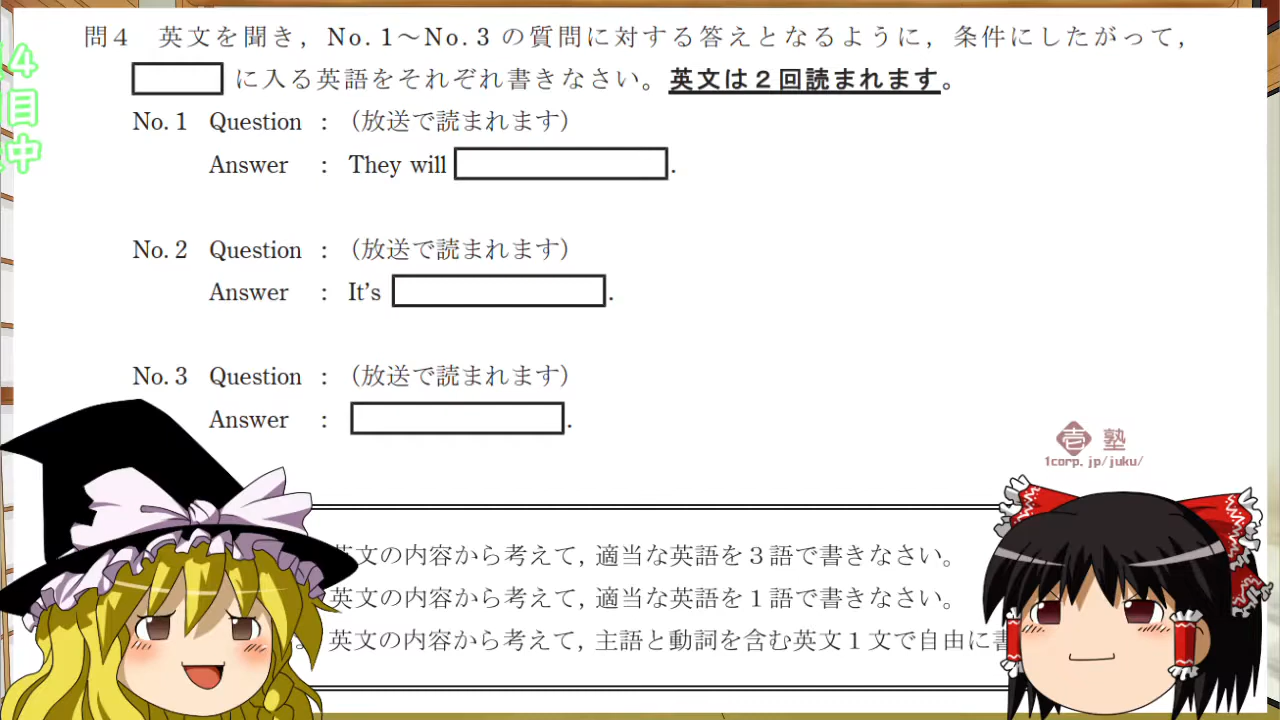 問４　英文を聞き，No.1～No.3の質問に対する答えとなるように，条件にしたがって，
に入る英語をそれぞれ書きなさい。英文は２回読まれます。
No.1 Question ：（放送で読まれます）
Answer ： They will .
No.2 Question ：（放送で読まれます）
Answer ： It's .
No.3 Question ：（放送で読まれます）
Answer ： .
英文の内容から考えて，適当な英語を３語で書きなさい。
英文の内容から考えて，適当な英語を１語で書きなさい。
英文の内容から考えて，主語と動詞を含む英文１文で自由に書
4
目
中
壱 塾
1corp.jp/juku/